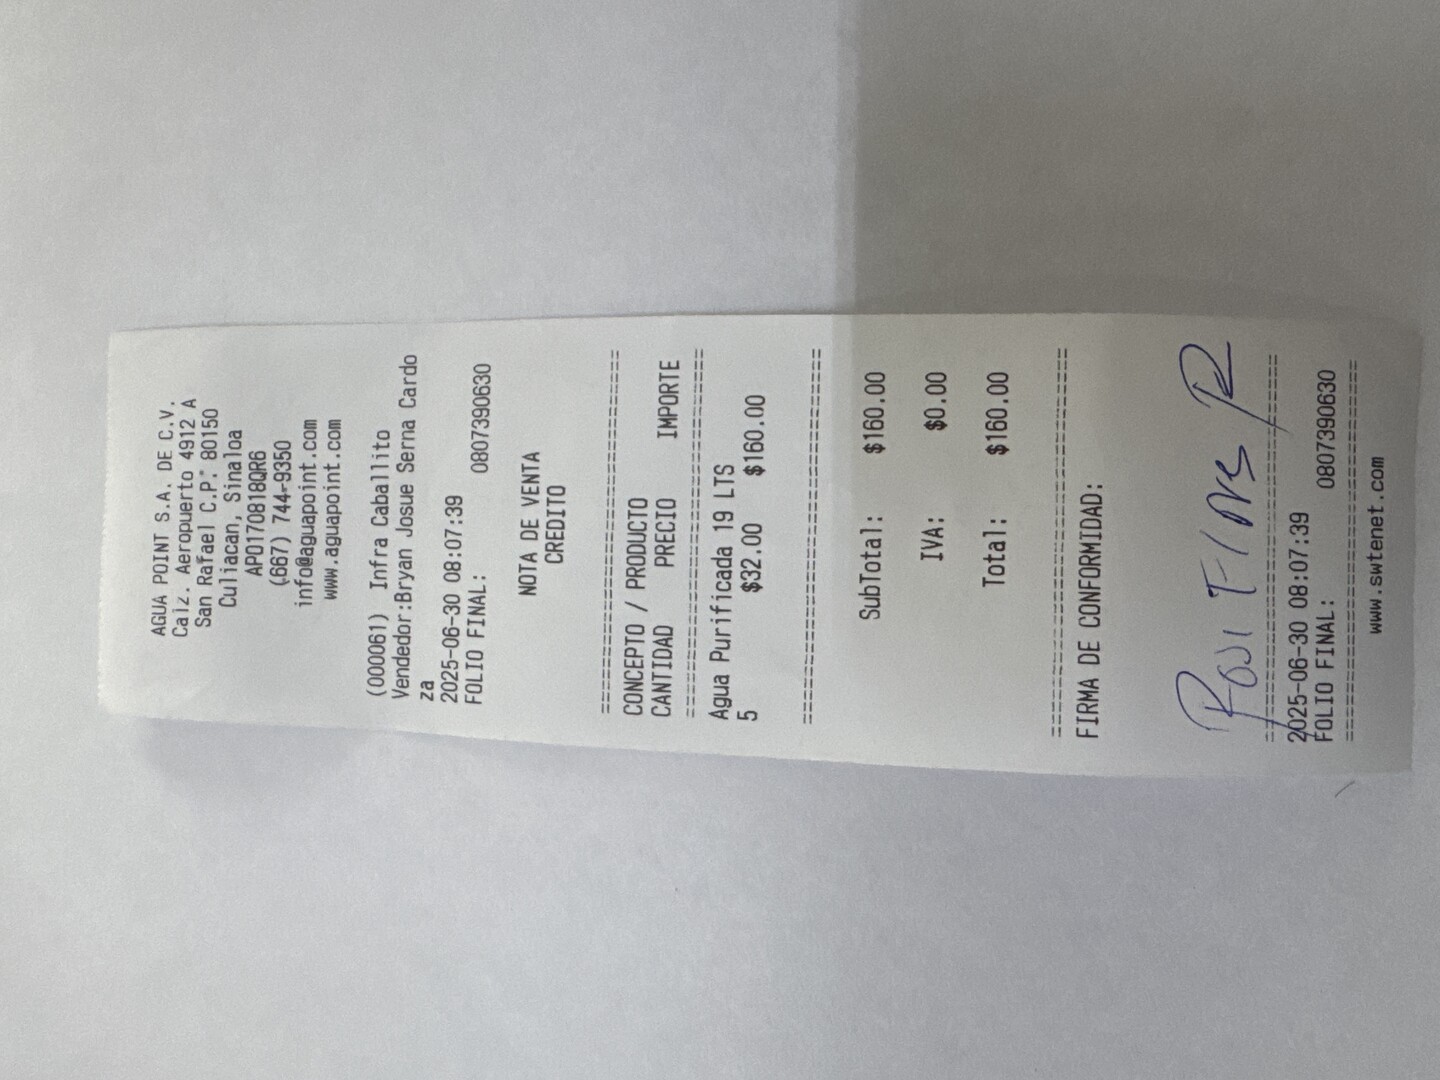 AGUA POINT S.A. DE C.V.
Calz. Aeropuerto 4912 A
San Rafael C.P. 80150
Culiacan, Sinaloa
APO170818QR6
(667) 744-9350
info@aguapoint.com
www.aguapoint.com
(000061) Infra Caballito
Vendedor:Bryan Josue Serna Cardo
za
2025-06-30 08:07:39
FOLIO FINAL: 0807390630
NOTA DE VENTA
CREDITO
================================
CONCEPTO / PRODUCTO
CANTIDAD PRECIO IMPORTE
================================
Agua Purificada 19 LTS
5 $32.00 $160.00
================================
SubTotal: $160.00
IVA: $0.00
Total: $160.00
================================
FIRMA DE CONFORMIDAD:
================================
2025-06-30 08:07:39
FOLIO FINAL: 0807390630
================================
www.swtenet.com